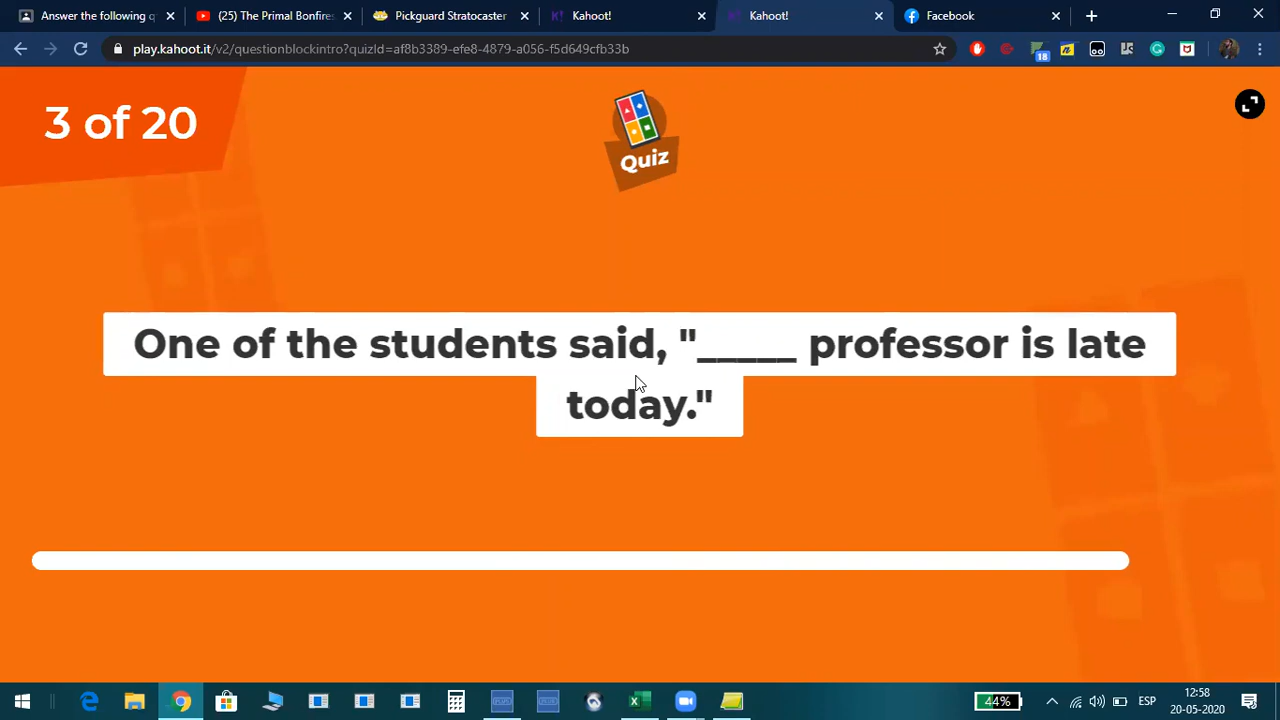 Answer the following q
(25) The Primal Bonfires
Pickguard Stratocaster
Kahoot!
Kahoot!
Facebook
play.kahoot.it/v2/questionblockintro?quizId=af8b3389-efe8-4879-a056-f5d649cfb33b
18
3 of 20
Quiz
One of the students said, "_____ professor is late
today."
44%
ESP
12:58
20-05-2020